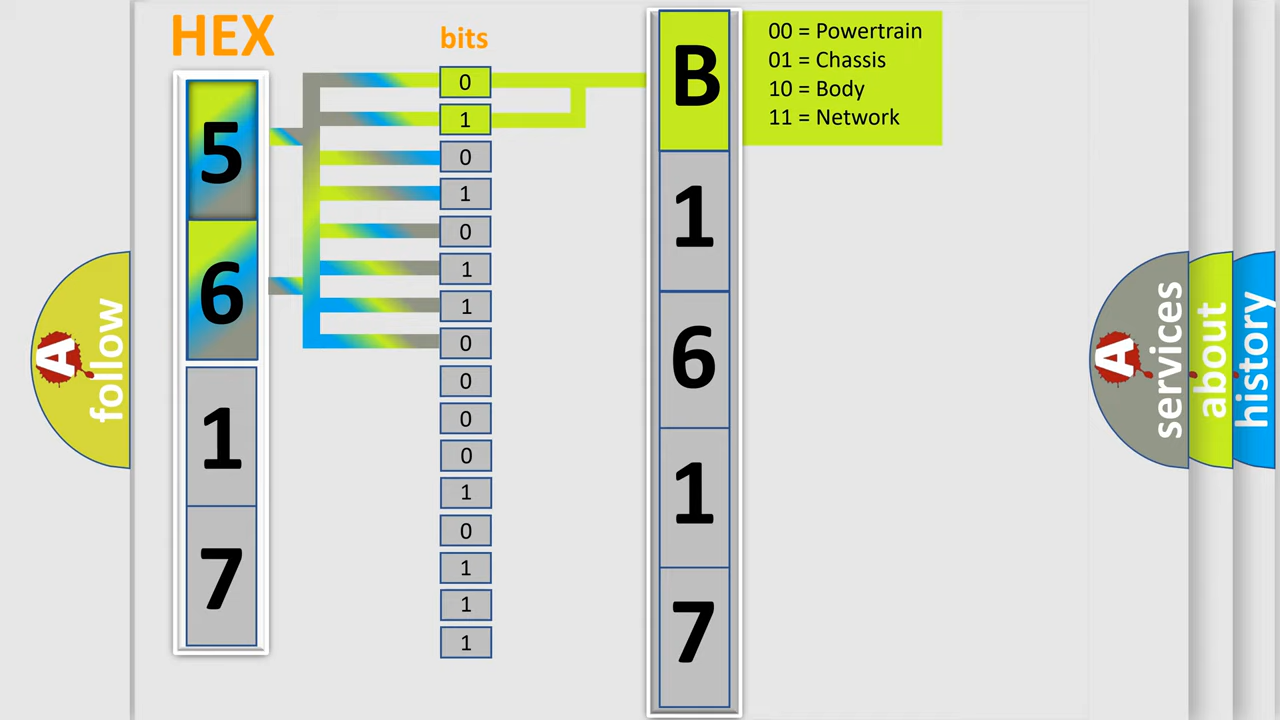 HEX
bits
5
6
1
7
0
1
0
1
0
1
1
0
0
0
0
1
0
1
1
1
B
1
6
1
7
00 = Powertrain
01 = Chassis
10 = Body
11 = Network
A
follow
A
services
about
history